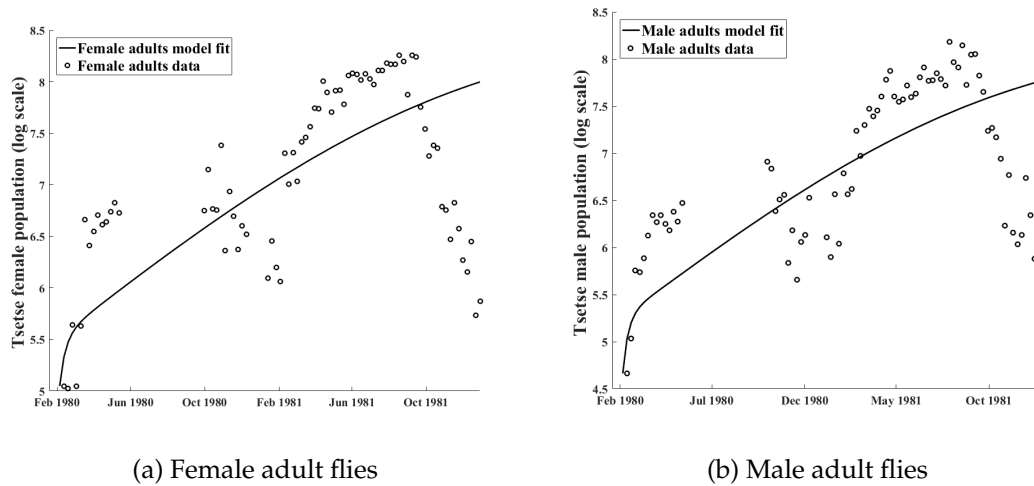 8.5
Female adults model fit
Female adults data
8
7.5
7
6.5
6
5.5
5
Tsetse female population (log scale)
Feb 1980 Jun 1980 Oct 1980 Feb 1981 Jun 1981 Oct 1981
(a) Female adult flies
8.5
Male adults model fit
Male adults data
8
7.5
7
6.5
6
5.5
5
4.5
Tsetse male population (log scale)
Feb 1980 Jul 1980 Dec 1980 May 1981 Oct 1981
(b) Male adult flies